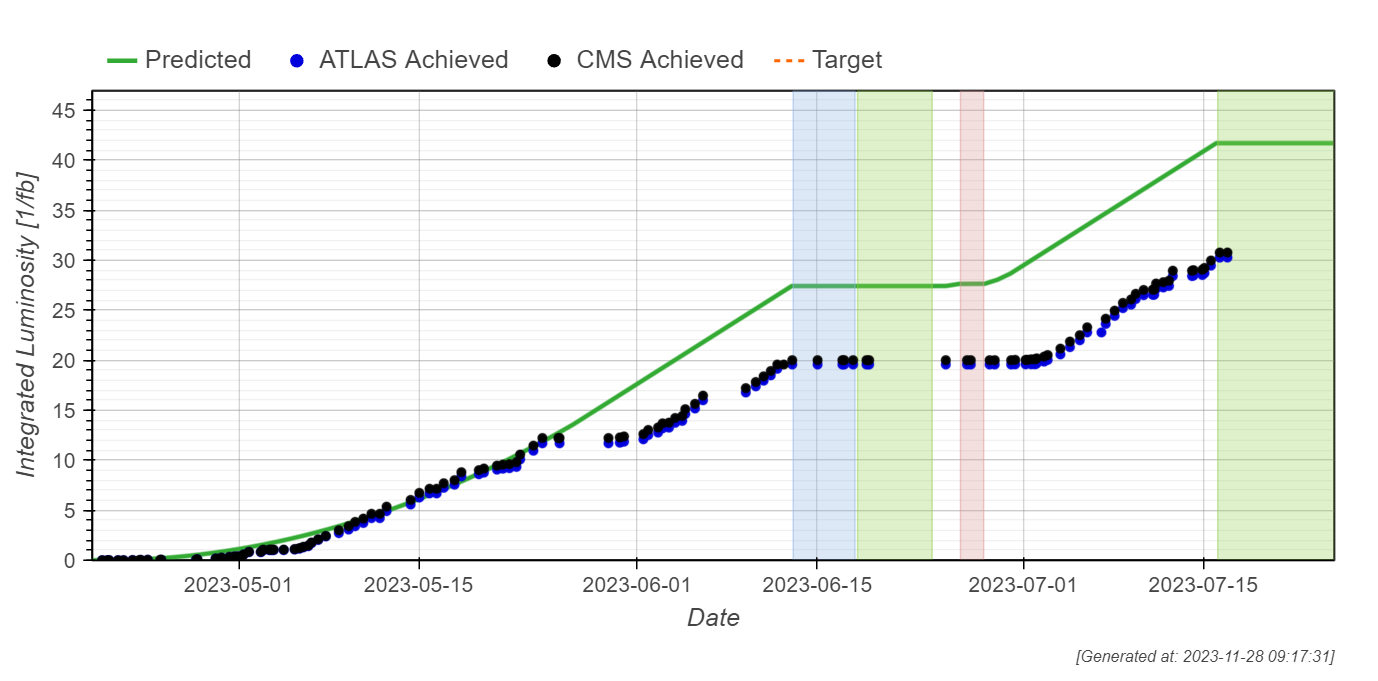 Predicted ATLAS Achieved CMS Achieved Target
45
40
35
30
25
20
15
10
5
0
Integrated Luminosity [1/fb]
2023-05-01 2023-05-15 2023-06-01 2023-06-15 2023-07-01 2023-07-15
Date
[Generated at: 2023-11-28 09:17:31]